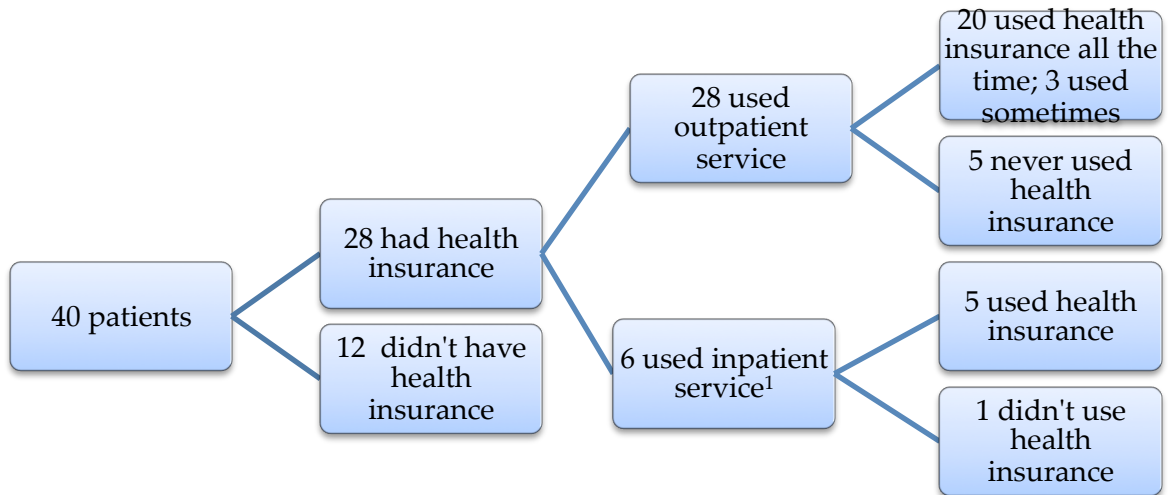 40 patients
28 had health
insurance
12  didn't have
health
insurance
28 used
outpatient
service
6 used inpatient
service¹
20 used health
insurance all the
time; 3 used
sometimes
5 never used
health
insurance
5 used health
insurance
1 didn't use
health
insurance